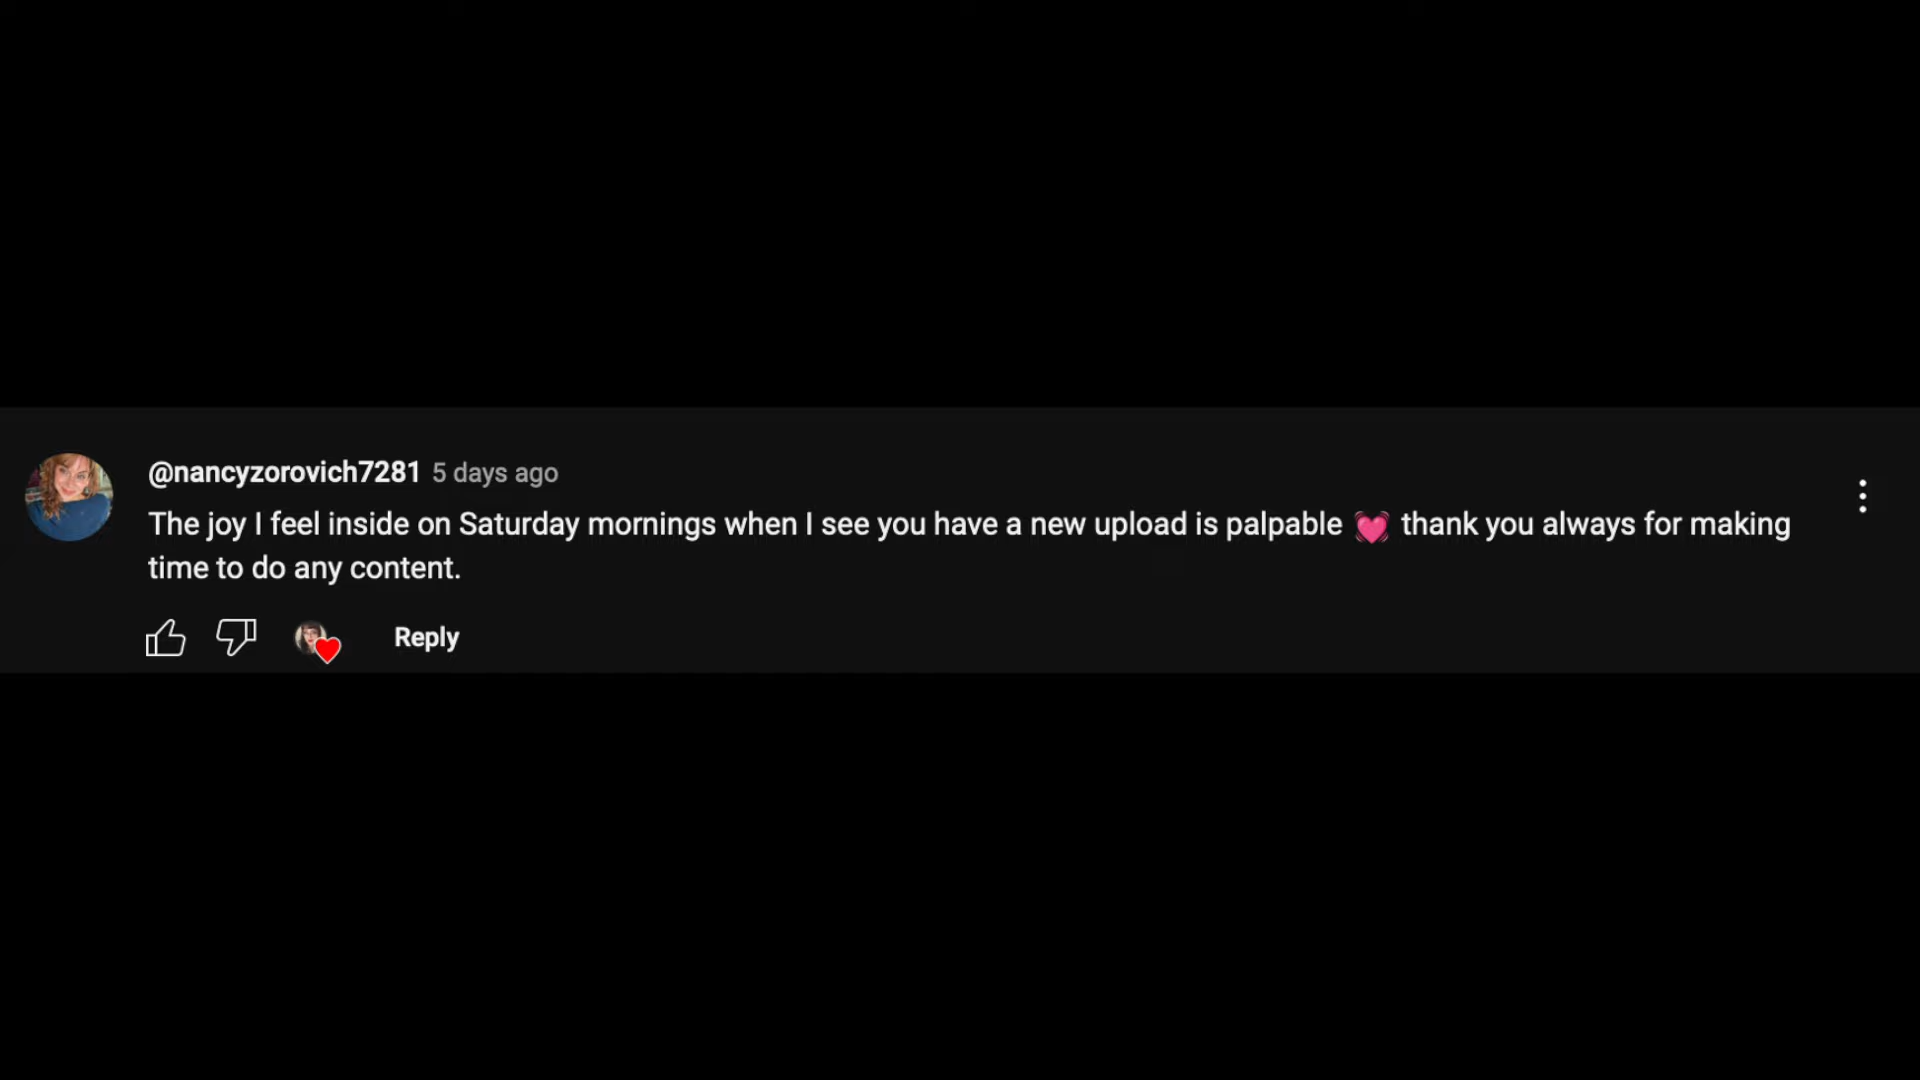 @nancyzorovich7281 5 days ago
The joy I feel inside on Saturday mornings when I see you have a new upload is palpable 💓 thank you always for making
time to do any content.
Reply